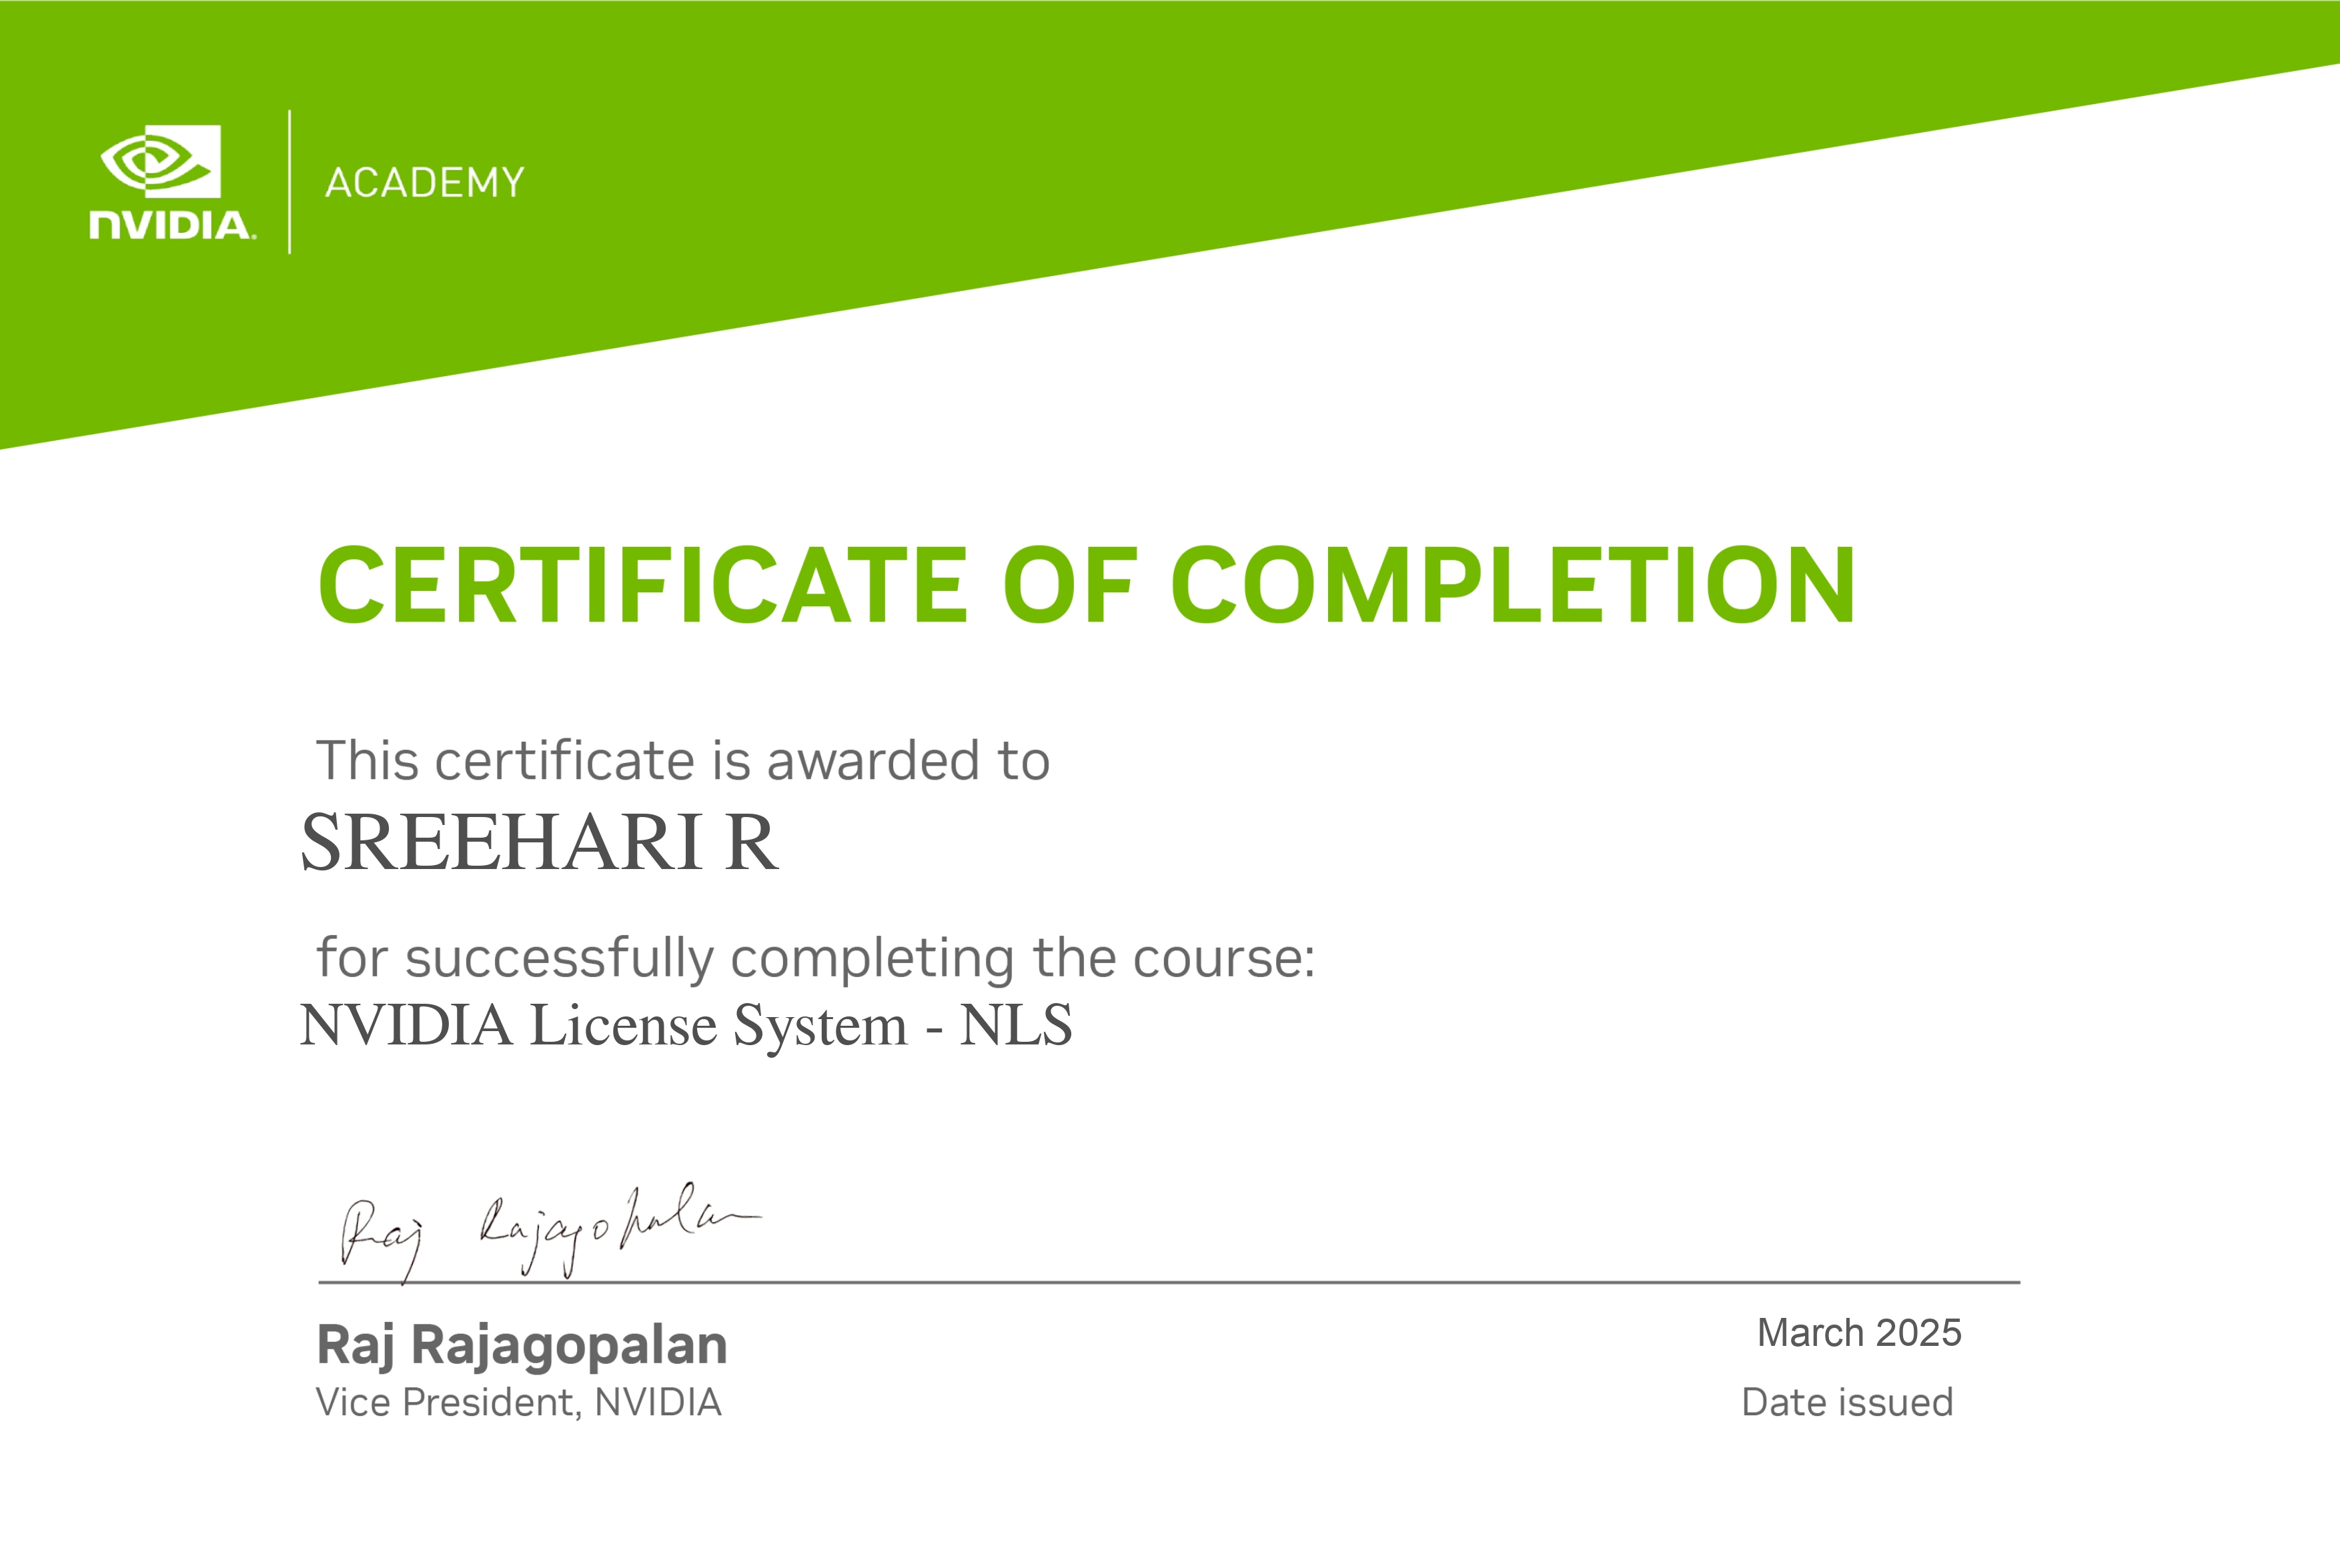 NVIDIA.
ACADEMY
CERTIFICATE OF COMPLETION
This certificate is awarded to
SREEHARI R
for successfully completing the course:
NVIDIA License System - NLS
Raj Rajagopalan
Raj Rajagopalan
Vice President, NVIDIA
March 2025
Date issued